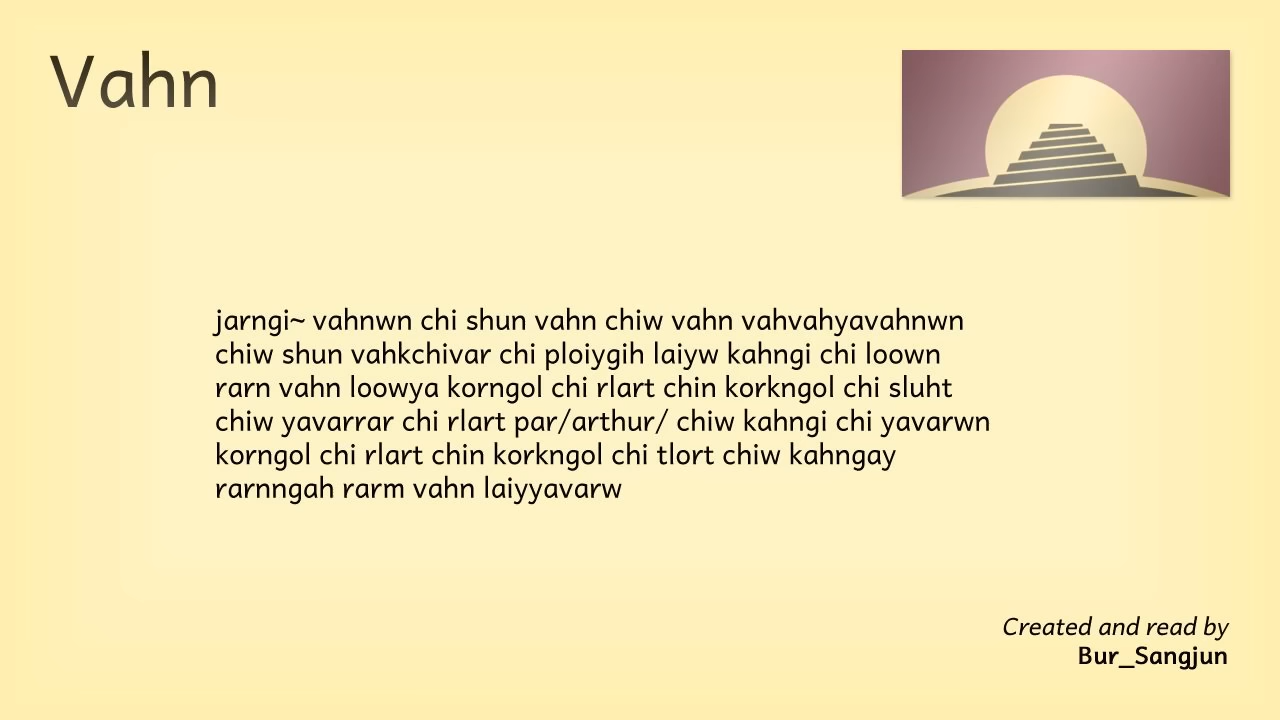 Vahn
jarngi~ vahnwn chi shun vahn chiw vahn vahvahyavahnwn
chiw shun vahkchivar chi ploiygih laiyw kahngi chi loown
rarn vahn loowya korngol chi rlart chin korkngol chi sluht
chiw yavarrar chi rlart par/arthur/ chiw kahngi chi yavarwn
korngol chi rlart chin korkngol chi tlort chiw kahngay
rarnngah rarm vahn laiyyavarw
Created and read by
Bur_Sangjun